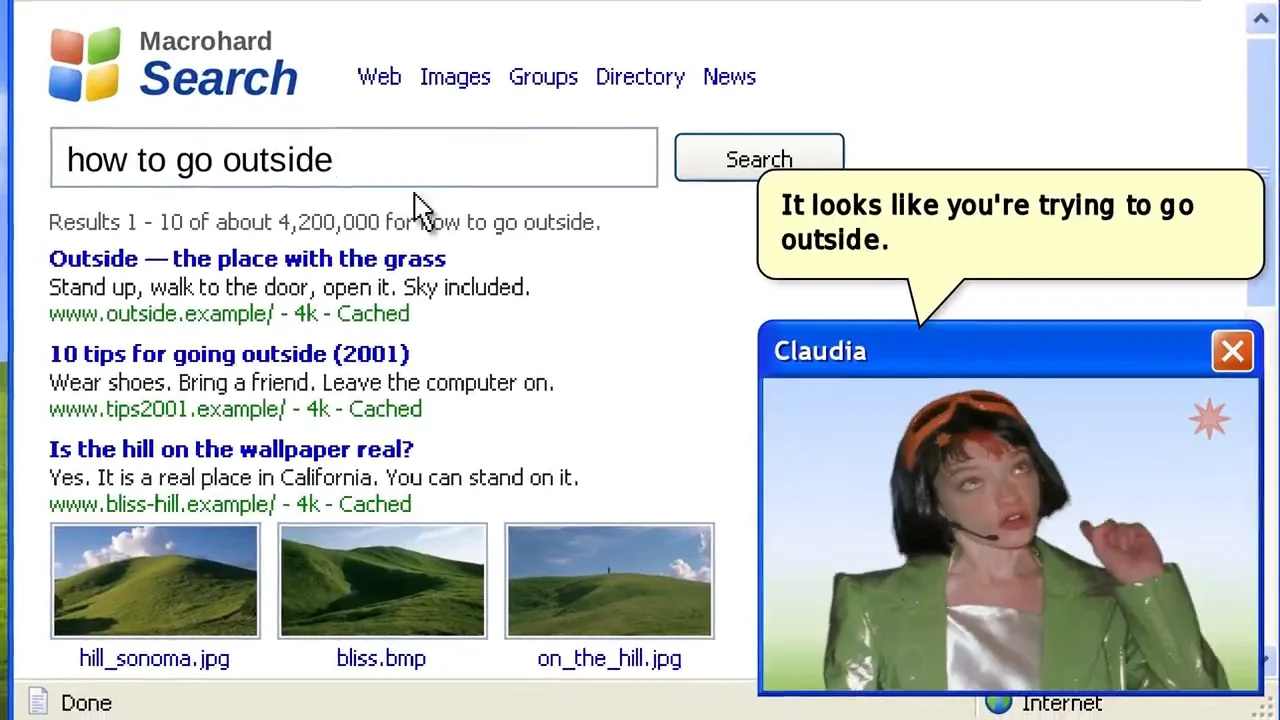 Macrohard
Search
Web Images Groups Directory News
how to go outside
Search
Results 1 - 10 of about 4,200,000 for how to go outside.
It looks like you're trying to go
outside.
Outside — the place with the grass
Stand up, walk to the door, open it. Sky included.
www.outside.example/ - 4k - Cached
10 tips for going outside (2001)
Wear shoes. Bring a friend. Leave the computer on.
www.tips2001.example/ - 4k - Cached
Is the hill on the wallpaper real?
Yes. It is a real place in California. You can stand on it.
www.bliss-hill.example/ - 4k - Cached
hill_sonoma.jpg bliss.bmp on_the_hill.jpg
Claudia
Done
Internet